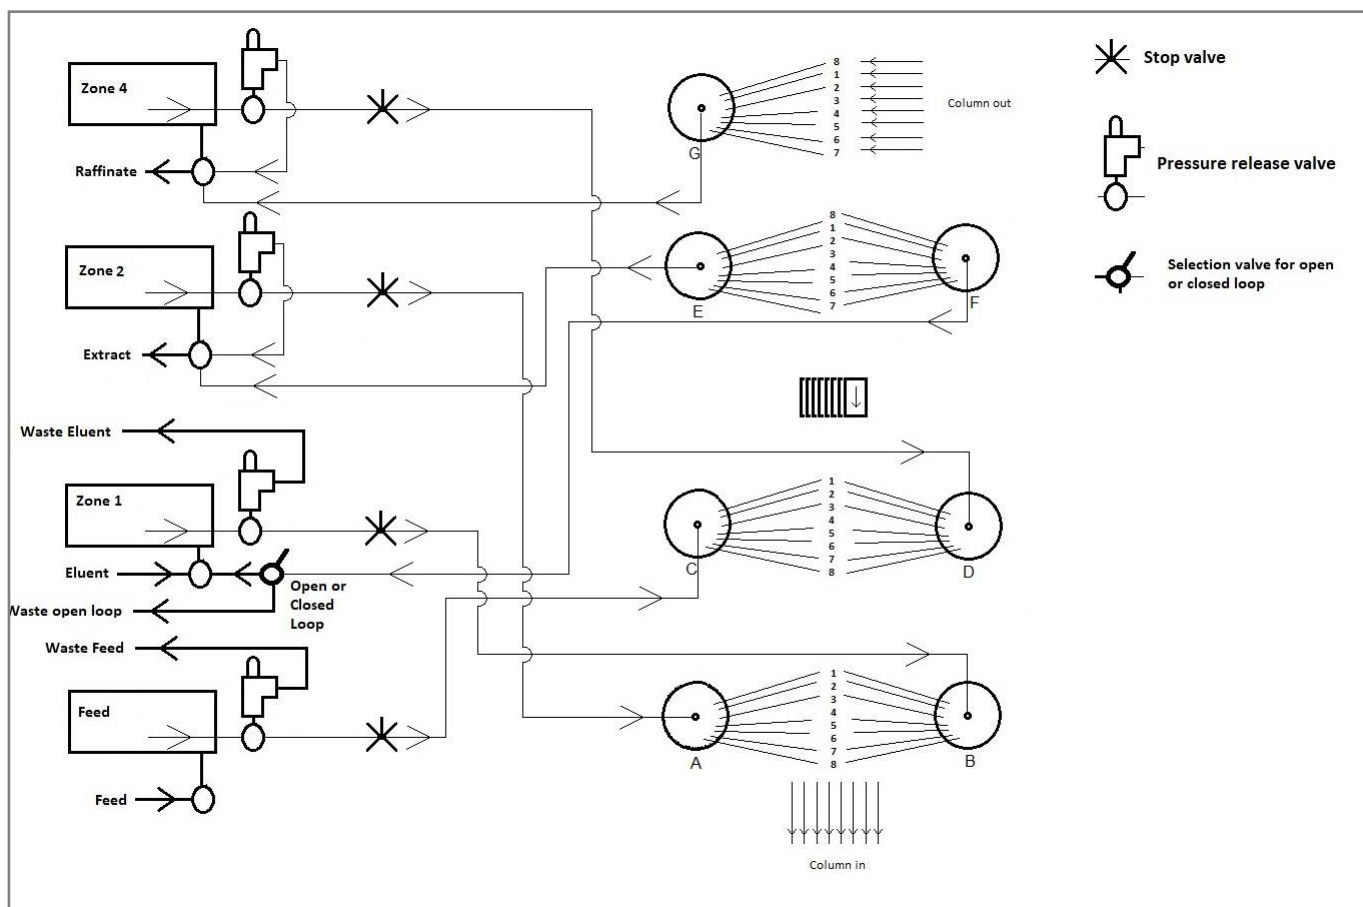 Zone 4
Raffinate
8
1
2
3
4
5
6
7
G
Column out
Stop valve
Pressure release valve
Selection valve for open
or closed loop
Zone 2
Extract
8
1
2
3
4
5
6
7
E
F
Waste Eluent
Zone 1
Eluent
Open or
Closed
Loop
Waste open loop
1
2
3
4
5
6
7
8
C
D
Waste Feed
Feed
Feed
1
2
3
4
5
6
7
8
A
B
Column in